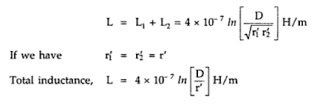 L = L₁ + L₂ = 4 × 10⁻⁷ ln [D / √(r₁′ r₂′)] H/m
If we have r₁′ = r₂′ = r′
Total inductance, L = 4 × 10⁻⁷ ln [D / r′] H/m